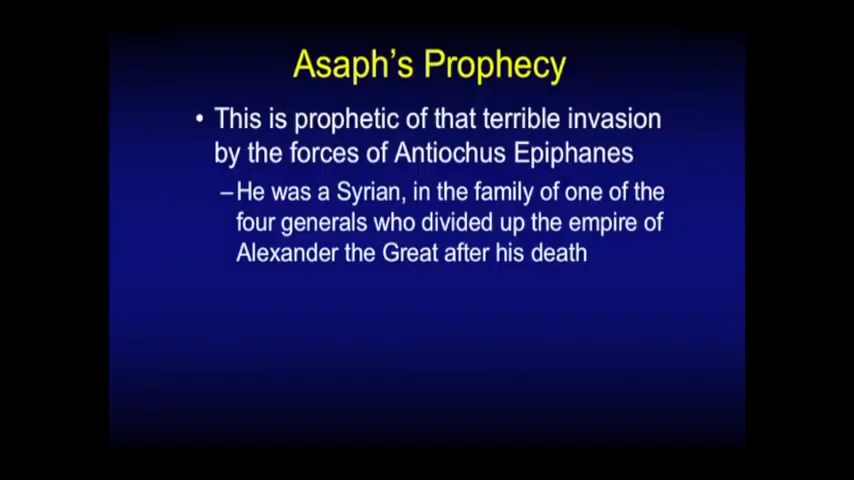 Asaph's Prophecy
• This is prophetic of that terrible invasion
by the forces of Antiochus Epiphanes
–He was a Syrian, in the family of one of the
four generals who divided up the empire of
Alexander the Great after his death